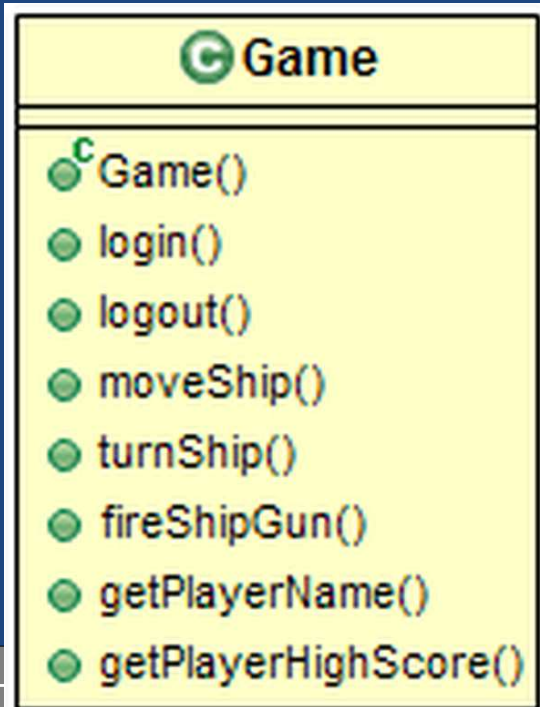 C Game
C Game()
login()
logout()
moveShip()
turnShip()
fireShipGun()
getPlayerName()
getPlayerHighScore()